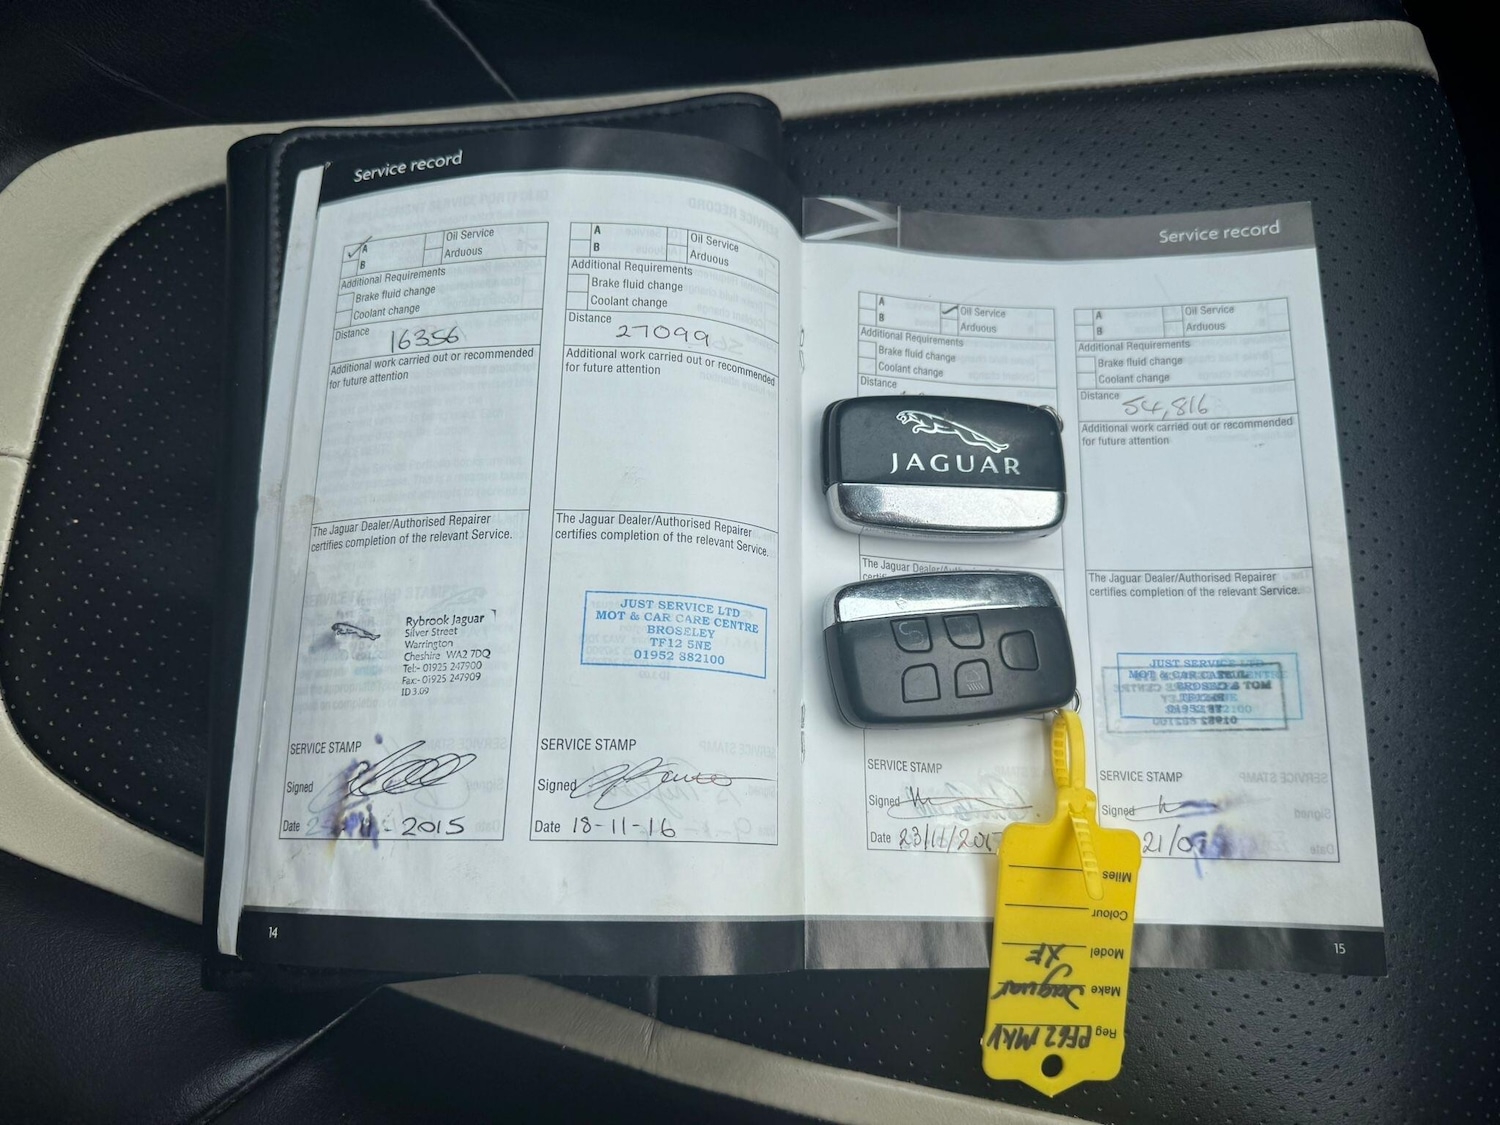 Service record
A
Oil Service
B
Arduous
Additional Requirements
Brake fluid change
Coolant change
Distance
16356
Additional work carried out or recommended
for future attention
The Jaguar Dealer/Authorised Repairer
certifies completion of the relevant Service.
Rybrook Jaguar
Silver Street
Warrington
Cheshire WA2 7DQ
Tel:- 01925 247900
Fax:- 01925 247909
ID 3.09
SERVICE STAMP
Signed
Date 2015
14
A
Oil Service
B
Arduous
Additional Requirements
Brake fluid change
Coolant change
Distance
27099
Additional work carried out or recommended
for future attention
The Jaguar Dealer/Authorised Repairer
certifies completion of the relevant Service.
JUST SERVICE LTD
MOT & CAR CARE CENTRE
BROSELEY
TF12 5NE
01952 882100
SERVICE STAMP
Signed
Date 18-11-16
Service record
A
Oil Service
B
Arduous
Additional Requirements
Brake fluid change
Coolant change
Distance
JAGUAR
The Jaguar
SERVICE STAMP
Signed
Date 23/11/201
A
Oil Service
B
Arduous
Additional Requirements
Brake fluid change
Coolant change
Distance
54,816
Additional work carried out or recommended
for future attention
The Jaguar Dealer/Authorised Repairer
certifies completion of the relevant Service.
JUST SERVICE LTD
SERVICE STAMP
Signed
21/0
15
Reg PF62 MKV
Make Jaguar
Model XF
Colour
Miles